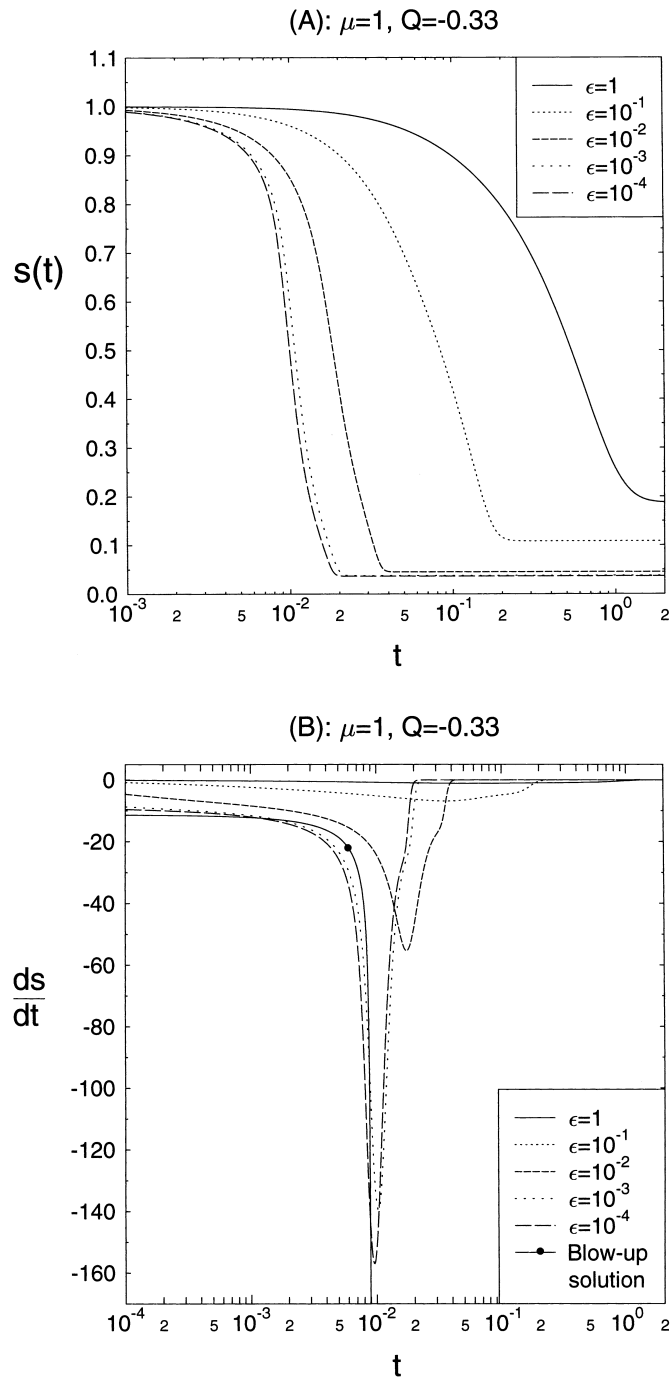 (A): μ=1, Q=-0.33
1.1
1.0
0.9
0.8
0.7
0.6
0.5
0.4
0.3
0.2
0.1
0.0
s(t)
ϵ=1
ϵ=10⁻¹
ϵ=10⁻²
ϵ=10⁻³
ϵ=10⁻⁴
10⁻³ 2 5 10⁻² 2 5 10⁻¹ 2 5 10⁰ 2
t
(B): μ=1, Q=-0.33
0
-20
-40
-60
-80
-100
-120
-140
-160
ds
dt
ϵ=1
ϵ=10⁻¹
ϵ=10⁻²
ϵ=10⁻³
ϵ=10⁻⁴
Blow-up
solution
10⁻⁴ 2 5 10⁻³ 2 5 10⁻² 2 5 10⁻¹ 2 5 10⁰ 2
t